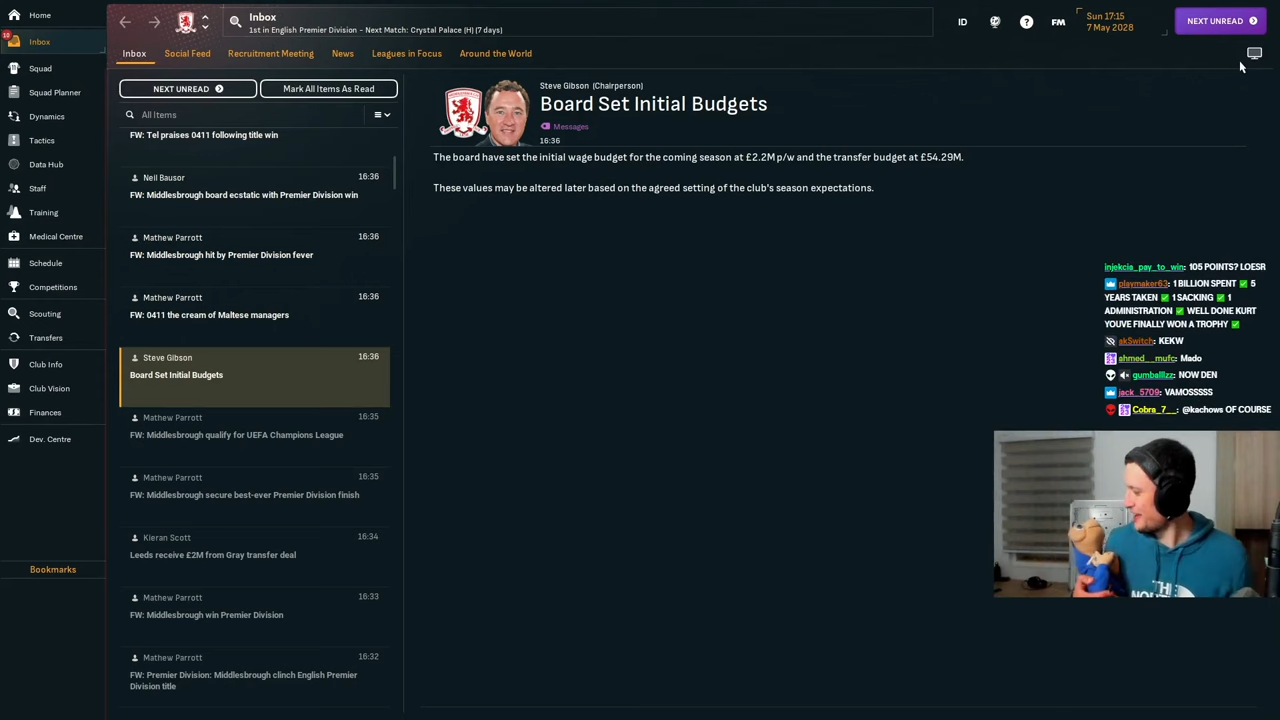 Home
10
Inbox
Squad
Squad Planner
Dynamics
Tactics
Data Hub
Staff
Training
Medical Centre
Schedule
Competitions
Scouting
Transfers
Club Info
Club Vision
Finances
Dev. Centre
Bookmarks
Inbox
1st in English Premier Division - Next Match: Crystal Palace (H) (7 days)
ID
?
FM
Sun 17:15
7 May 2028
NEXT UNREAD
Inbox
Social Feed
Recruitment Meeting
News
Leagues in Focus
Around the World
NEXT UNREAD
Mark All Items As Read
All Items
FW: Tel praises 0411 following title win
Neil Bausor 16:36
FW: Middlesbrough board ecstatic with Premier Division win
Mathew Parrott 16:36
FW: Middlesbrough hit by Premier Division fever
Mathew Parrott 16:36
FW: 0411 the cream of Maltese managers
Steve Gibson 16:36
Board Set Initial Budgets
Mathew Parrott 16:35
FW: Middlesbrough qualify for UEFA Champions League
Mathew Parrott 16:35
FW: Middlesbrough secure best-ever Premier Division finish
Kieran Scott 16:34
Leeds receive £2M from Gray transfer deal
Mathew Parrott 16:33
FW: Middlesbrough win Premier Division
Mathew Parrott 16:32
FW: Premier Division: Middlesbrough clinch English Premier
Division title
Steve Gibson (Chairperson)
Board Set Initial Budgets
Messages
16:36
The board have set the initial wage budget for the coming season at £2.2M p/w and the transfer budget at £54.29M.
These values may be altered later based on the agreed setting of the club's season expectations.
injekcia_pay_to_win: 105 POINTS? LOESR
playmaker63: 1 BILLION SPENT ✅ 5
YEARS TAKEN ✅ 1 SACKING ✅ 1
ADMINISTRATION ✅ WELL DONE KURT
YOUVE FINALLY WON A TROPHY ✅
akSwitch: KEKW
ahmed__mufc: Mado
gumballlzz: NOW DEN
jack_5709: VAMOSSSSS
Cobra_7__: @kachows OF COURSE